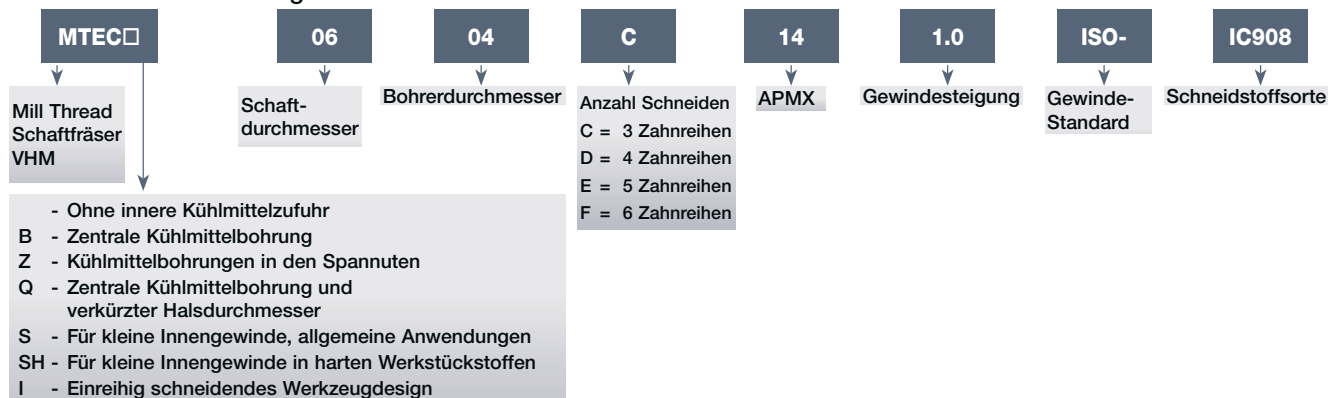 MTEC□ 06 04 C 14 1.0 ISO- IC908
Mill Thread
Schaftfräser
VHM
Schaft-
durchmesser
Bohrerdurchmesser
Anzahl Schneiden
C = 3 Zahnreihen
D = 4 Zahnreihen
E = 5 Zahnreihen
F = 6 Zahnreihen
APMX
Gewindesteigung
Gewinde-
Standard
Schneidstoffsorte
- Ohne innere Kühlmittelzufuhr
B - Zentrale Kühlmittelbohrung
Z - Kühlmittelbohrungen in den Spannuten
Q - Zentrale Kühlmittelbohrung und
verkürzter Halsdurchmesser
S - Für kleine Innengewinde, allgemeine Anwendungen
SH - Für kleine Innengewinde in harten Werkstückstoffen
I - Einreihig schneidendes Werkzeugdesign